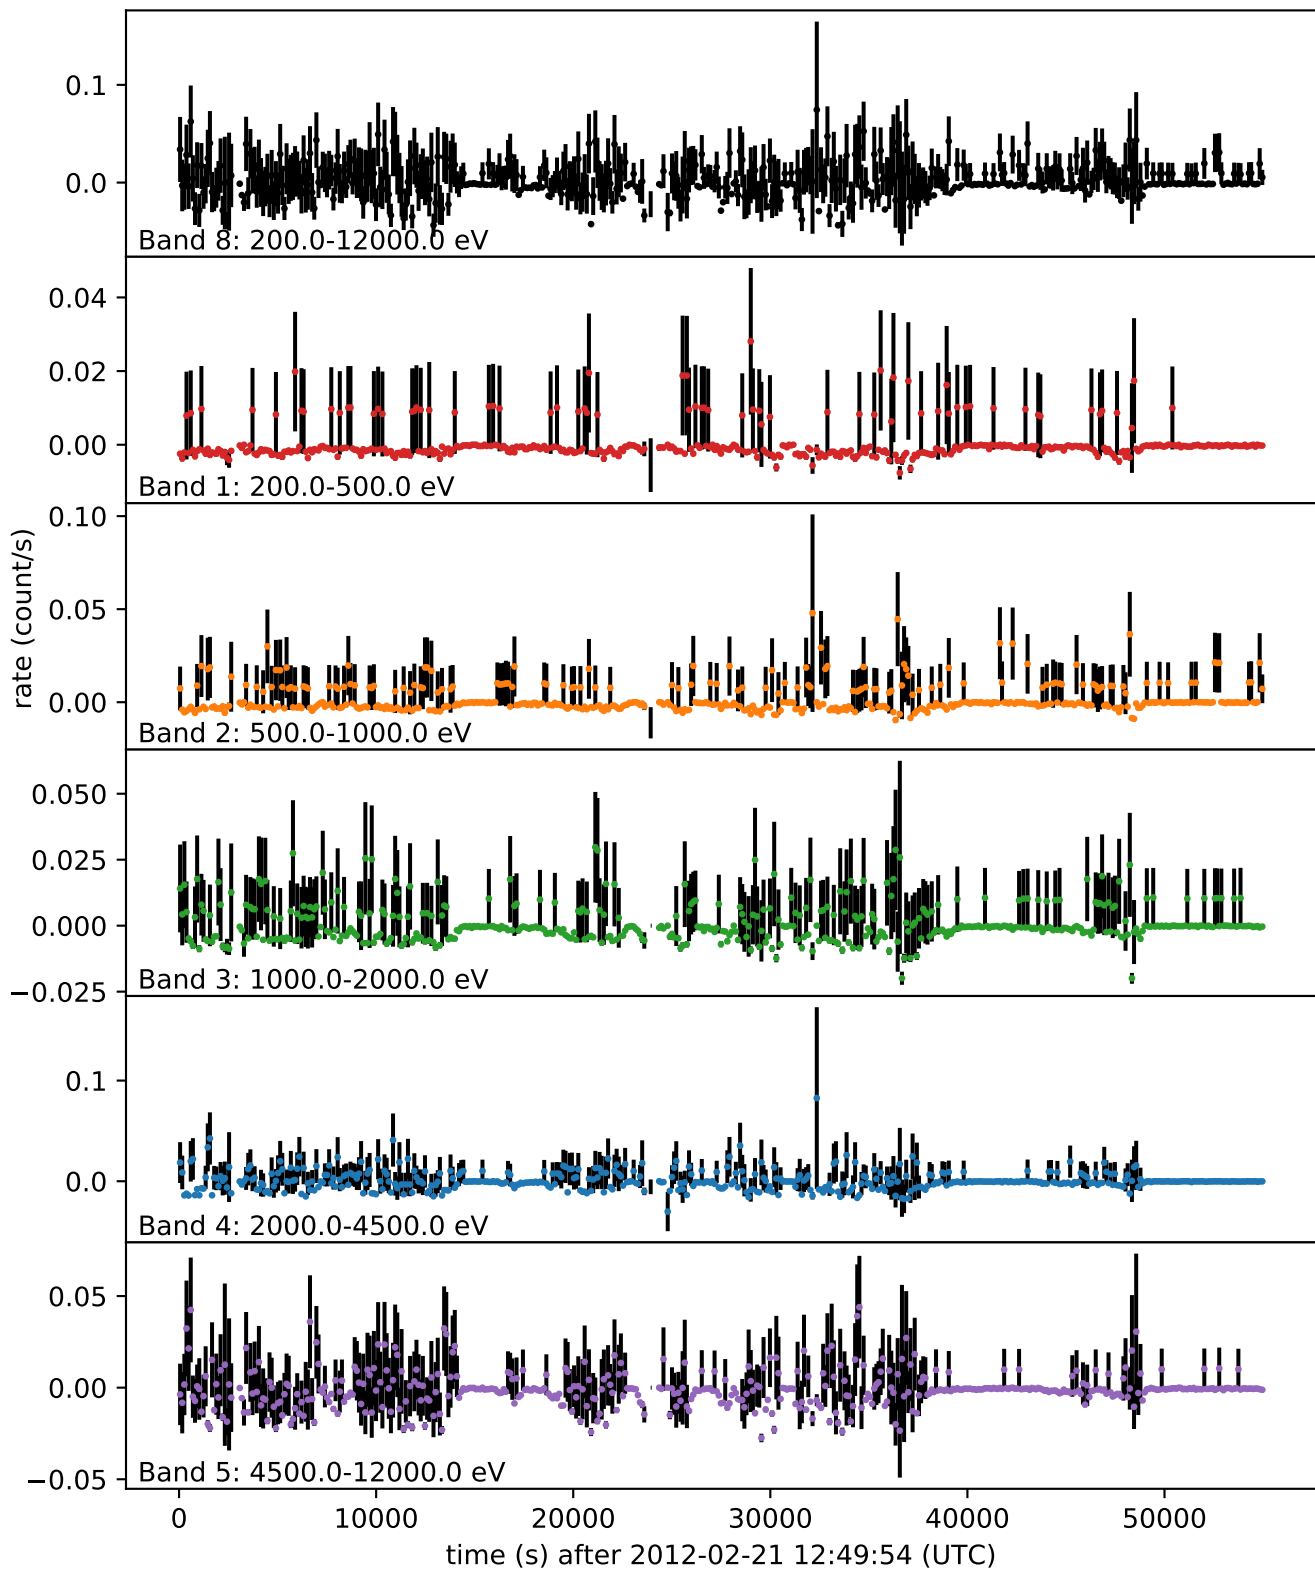 0.1
0.0
Band 8: 200.0-12000.0 eV
0.04
0.02
0.00
Band 1: 200.0-500.0 eV
0.10
0.05
0.00
Band 2: 500.0-1000.0 eV
rate (count/s)
0.050
0.025
0.000
−0.025
Band 3: 1000.0-2000.0 eV
0.1
0.0
Band 4: 2000.0-4500.0 eV
0.05
0.00
−0.05
Band 5: 4500.0-12000.0 eV
0 10000 20000 30000 40000 50000
time (s) after 2012-02-21 12:49:54 (UTC)